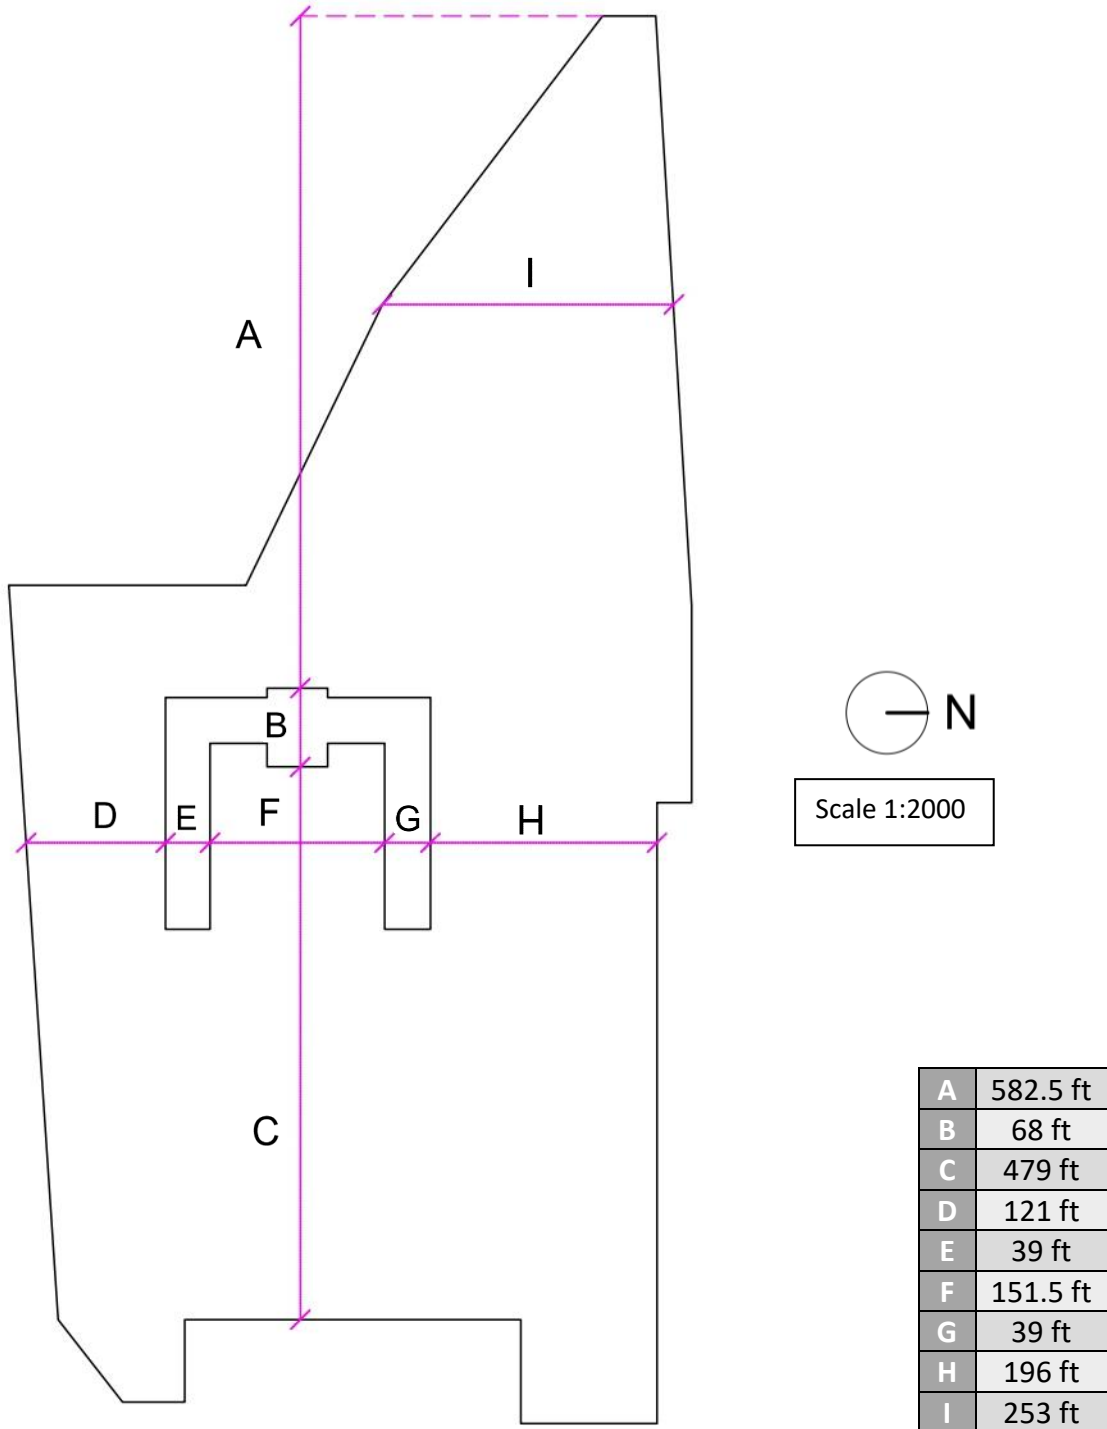 I
A
B
D
E
F
G
H
N
Scale 1:2000
C
A 582.5 ft
B 68 ft
C 479 ft
D 121 ft
E 39 ft
F 151.5 ft
G 39 ft
H 196 ft
I 253 ft